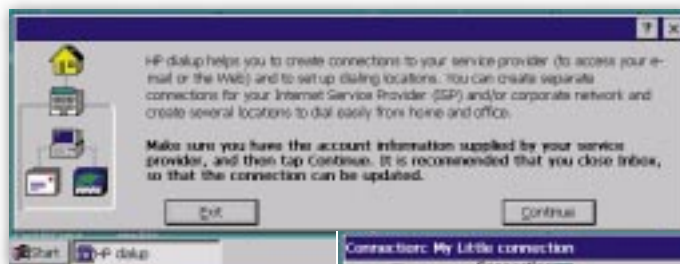 HP dialup helps you to create connections to your service provider (to access your e-
mail or the Web) and to set up dialing locations. You can create separate
connections for your Internet Service Provider (ISP) and/or corporate network and
create several locations to dial easily from home and office.
Make sure you have the account information supplied by your service
provider, and then tap Continue. It is recommended that you close Inbox,
so that the connection can be updated.
Exit
Continue
Start
HP dialup
Connection: My Little connection